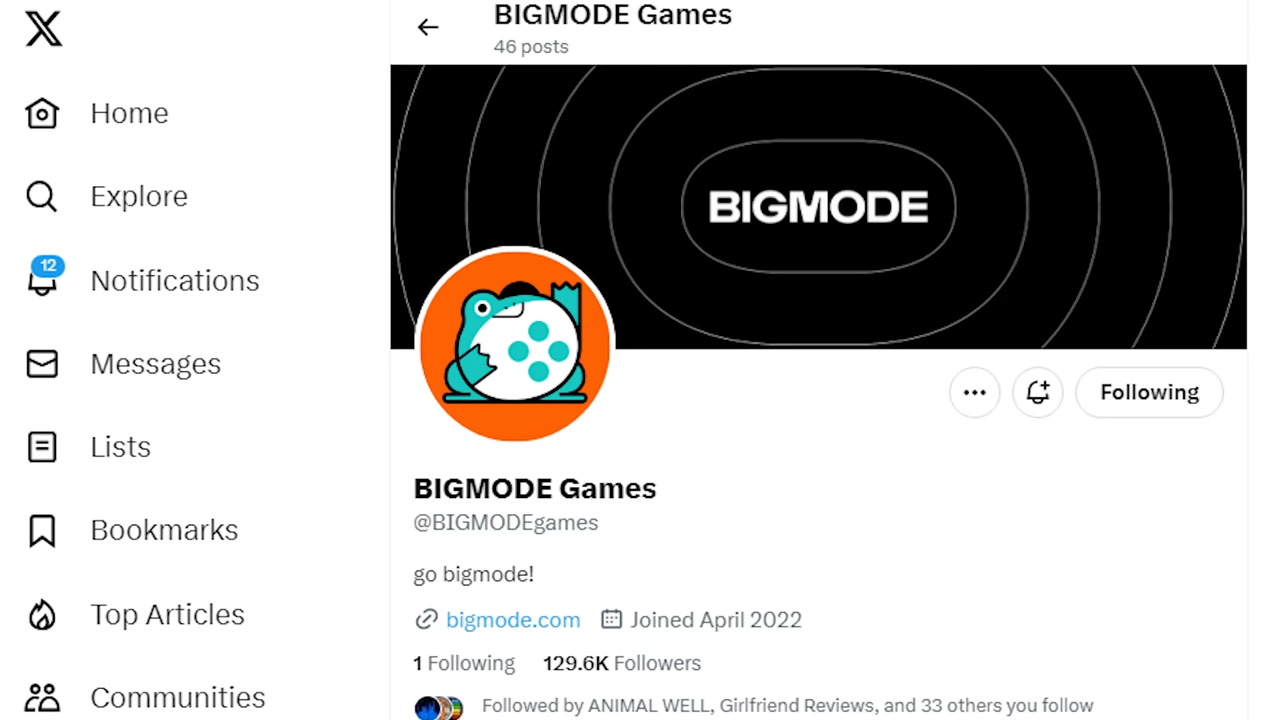 BIGMODE Games
46 posts
Home
Explore
12
Notifications
Messages
Lists
Bookmarks
Top Articles
Communities
BIGMODE
Following
BIGMODE Games
@BIGMODEgames
go bigmode!
bigmode.com Joined April 2022
1 Following 129.6K Followers
Followed by ANIMAL WELL, Girlfriend Reviews, and 33 others you follow